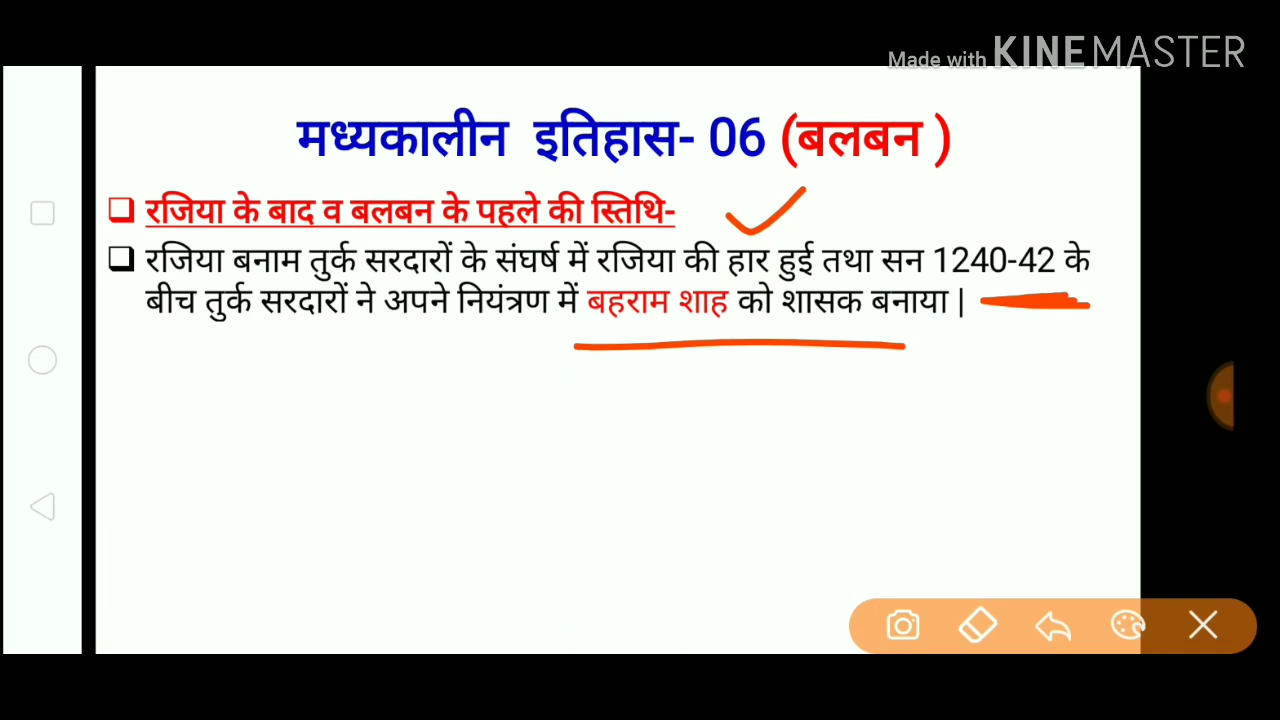 Made with KINEMASTER
मध्यकालीन इतिहास- 06 (बलबन )
रजिया के बाद व बलबन के पहले की स्तिथि-
रजिया बनाम तुर्क सरदारों के संघर्ष में रजिया की हार हुई तथा सन 1240-42 के
बीच तुर्क सरदारों ने अपने नियंत्रण में बहराम शाह को शासक बनाया |